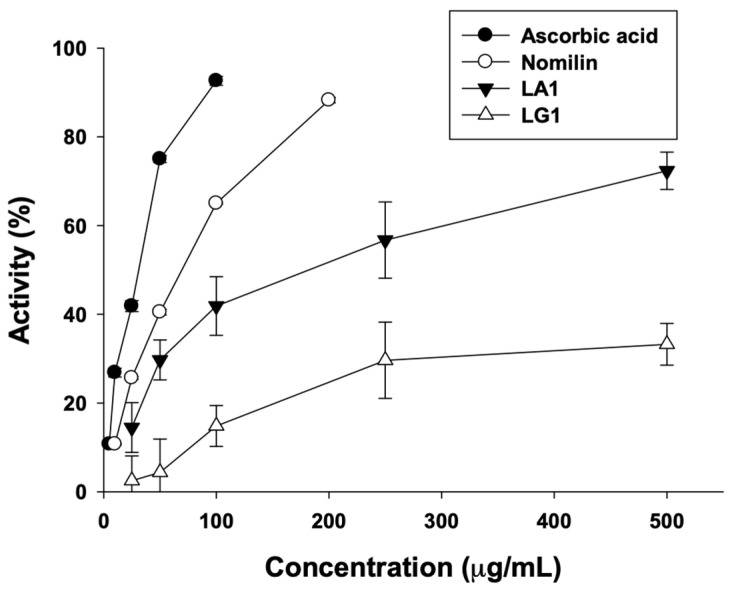 Ascorbic acid
Nomilin
LA1
LG1
100
80
60
40
20
0
Activity (%)
0 100 200 300 400 500
Concentration (μg/mL)